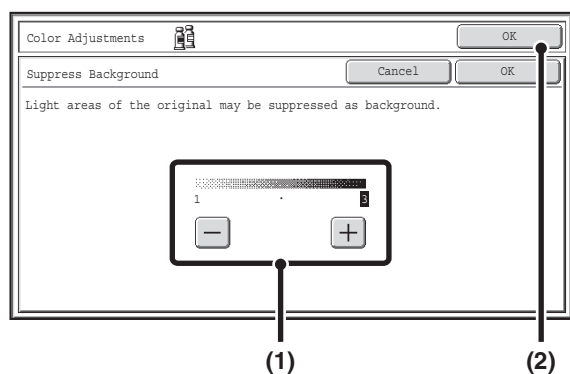 Color Adjustments OK
Suppress Background Cancel OK
Light areas of the original may be suppressed as background.
1 · 3
− +
(1) (2)